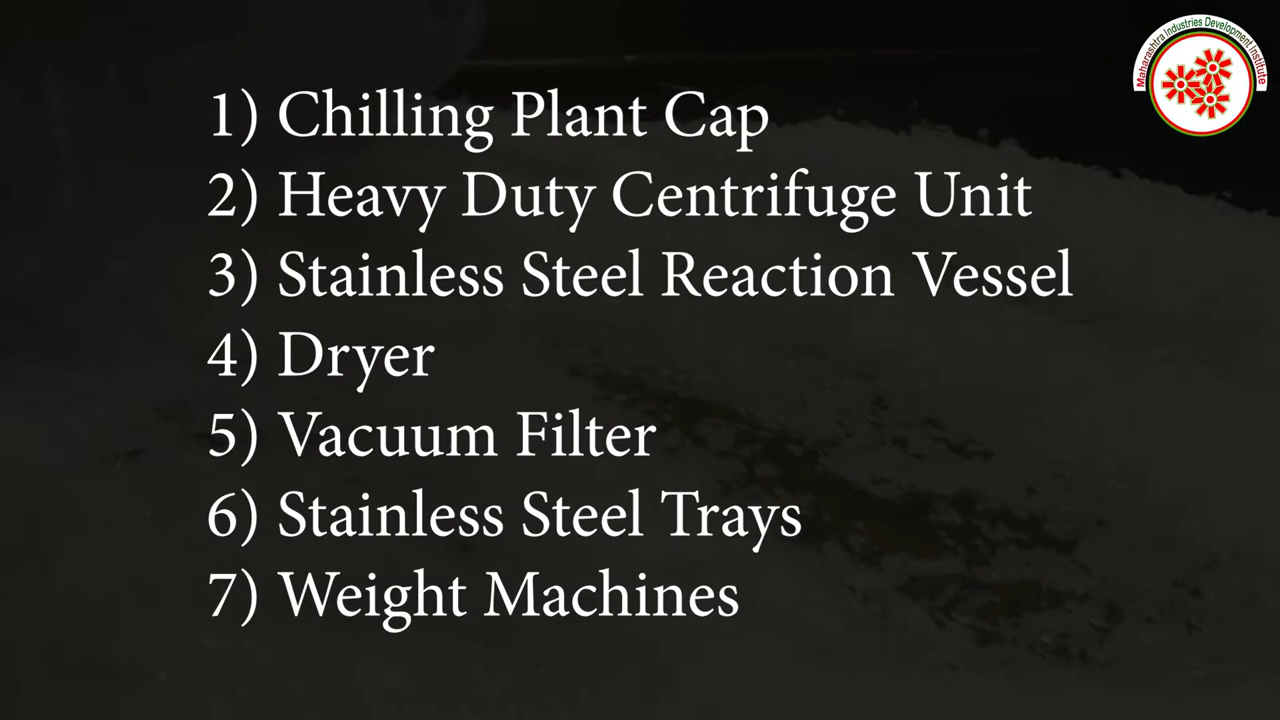 Maharashtra Industries Development Institute
1) Chilling Plant Cap
2) Heavy Duty Centrifuge Unit
3) Stainless Steel Reaction Vessel
4) Dryer
5) Vacuum Filter
6) Stainless Steel Trays
7) Weight Machines